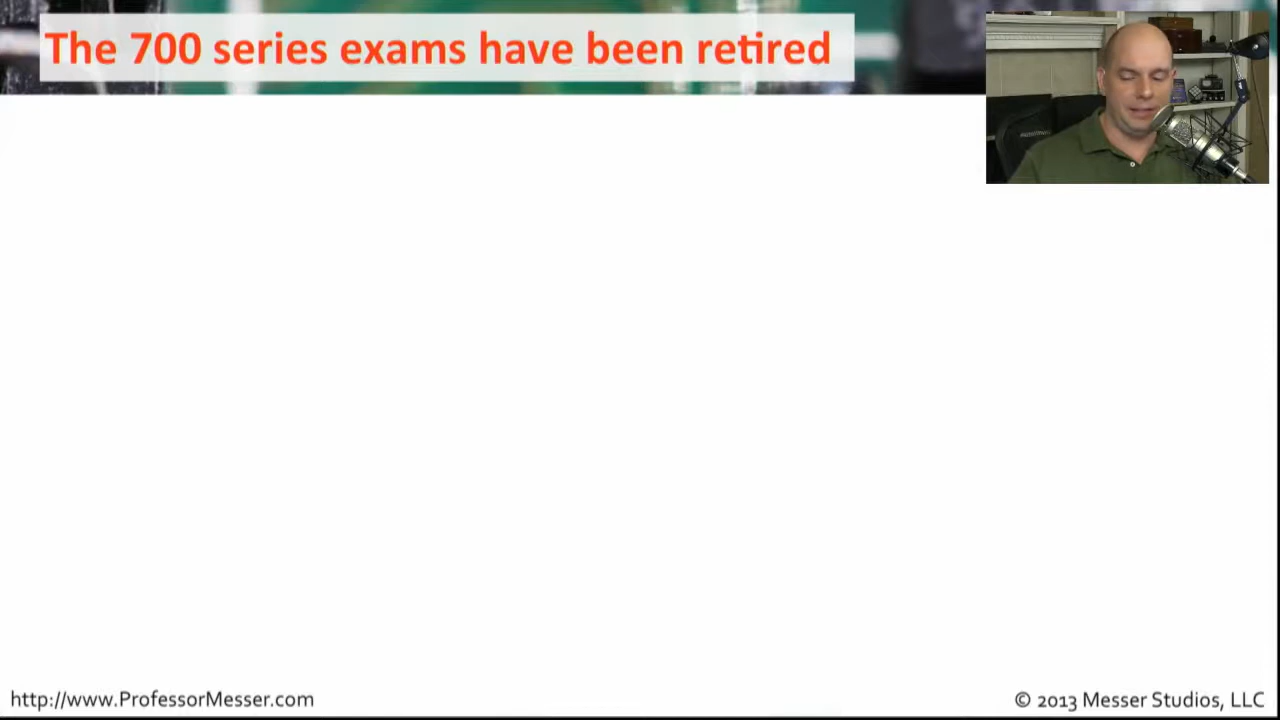 The 700 series exams have been retired
http://www.ProfessorMesser.com
© 2013 Messer Studios, LLC